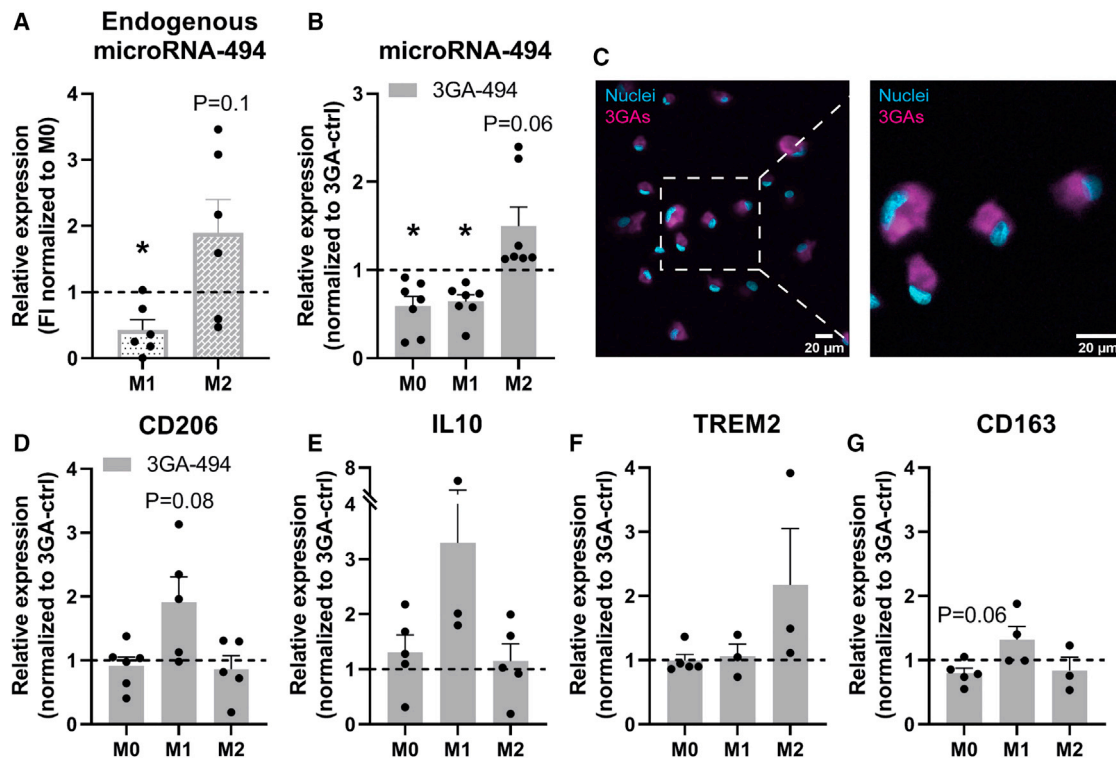 A
Endogenous
microRNA-494
Relative expression
(FI normalized to M0)
4
3
2
1
0
P=0.1
*
M1
M2
B
microRNA-494
3GA-494
Relative expression
(normalized to 3GA-ctrl)
3
2
1
0
P=0.06
*
*
M0
M1
M2
C
Nuclei
3GAs
20 µm
Nuclei
3GAs
20 µm
D
CD206
3GA-494
Relative expression
(normalized to 3GA-ctrl)
4
3
2
1
0
P=0.08
M0
M1
M2
E
IL10
Relative expression
(normalized to 3GA-ctrl)
8
4
3
2
1
0
M0
M1
M2
F
TREM2
Relative expression
(normalized to 3GA-ctrl)
4
3
2
1
0
M0
M1
M2
G
CD163
Relative expression
(normalized to 3GA-ctrl)
4
3
2
1
0
P=0.06
M0
M1
M2